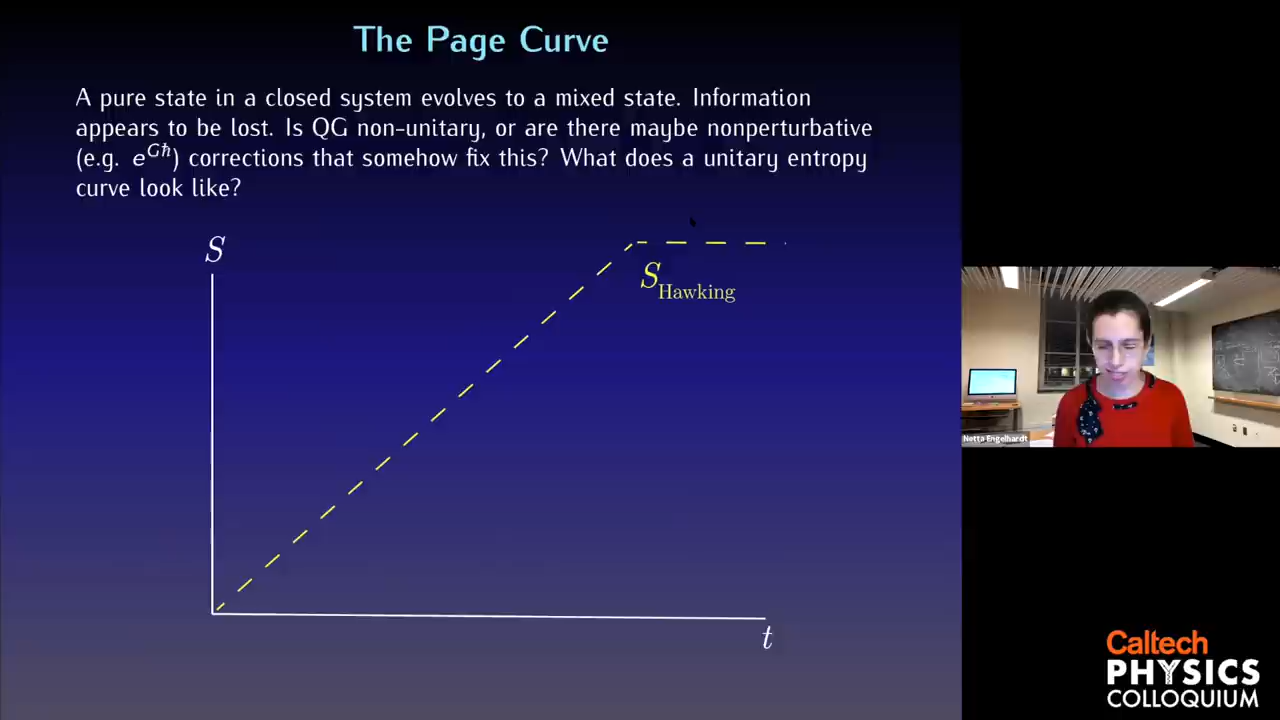 The Page Curve
A pure state in a closed system evolves to a mixed state. Information
appears to be lost. Is QG non-unitary, or are there maybe nonperturbative
(e.g. e^{Għ}) corrections that somehow fix this? What does a unitary entropy
curve look like?
S
S_Hawking
t
Netta Engelhardt
Caltech
PHYSICS
COLLOQUIUM